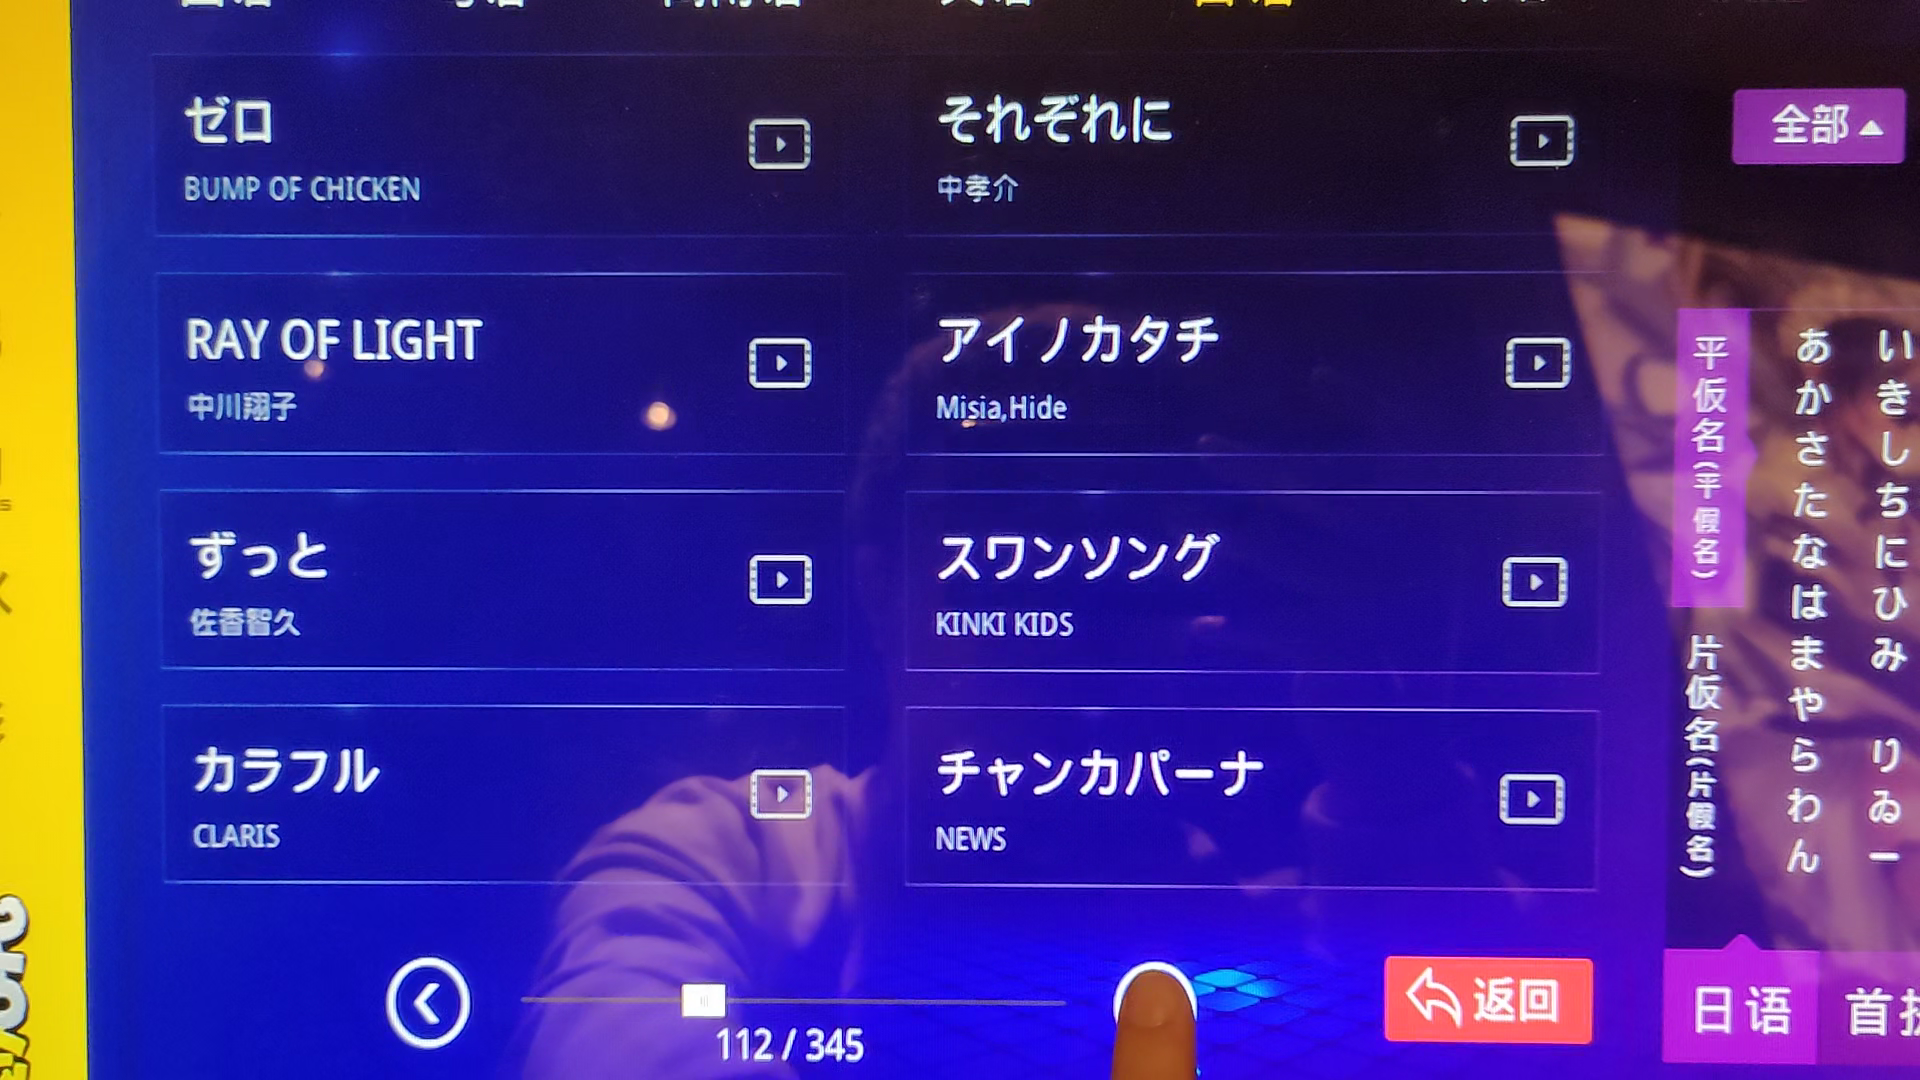 ゼロ
BUMP OF CHICKEN
それぞれに
中孝介
全部
RAY OF LIGHT
中川翔子
アイノカタチ
Misia,Hide
ずっと
佐香智久
スワンソング
KINKI KIDS
カラフル
CLARIS
チャンカパーナ
NEWS
平仮名(平假名)
片仮名(片假名)
あかさたなはまやらわん
いきしちにひみ りゐー
112 / 345
返回
日语
首